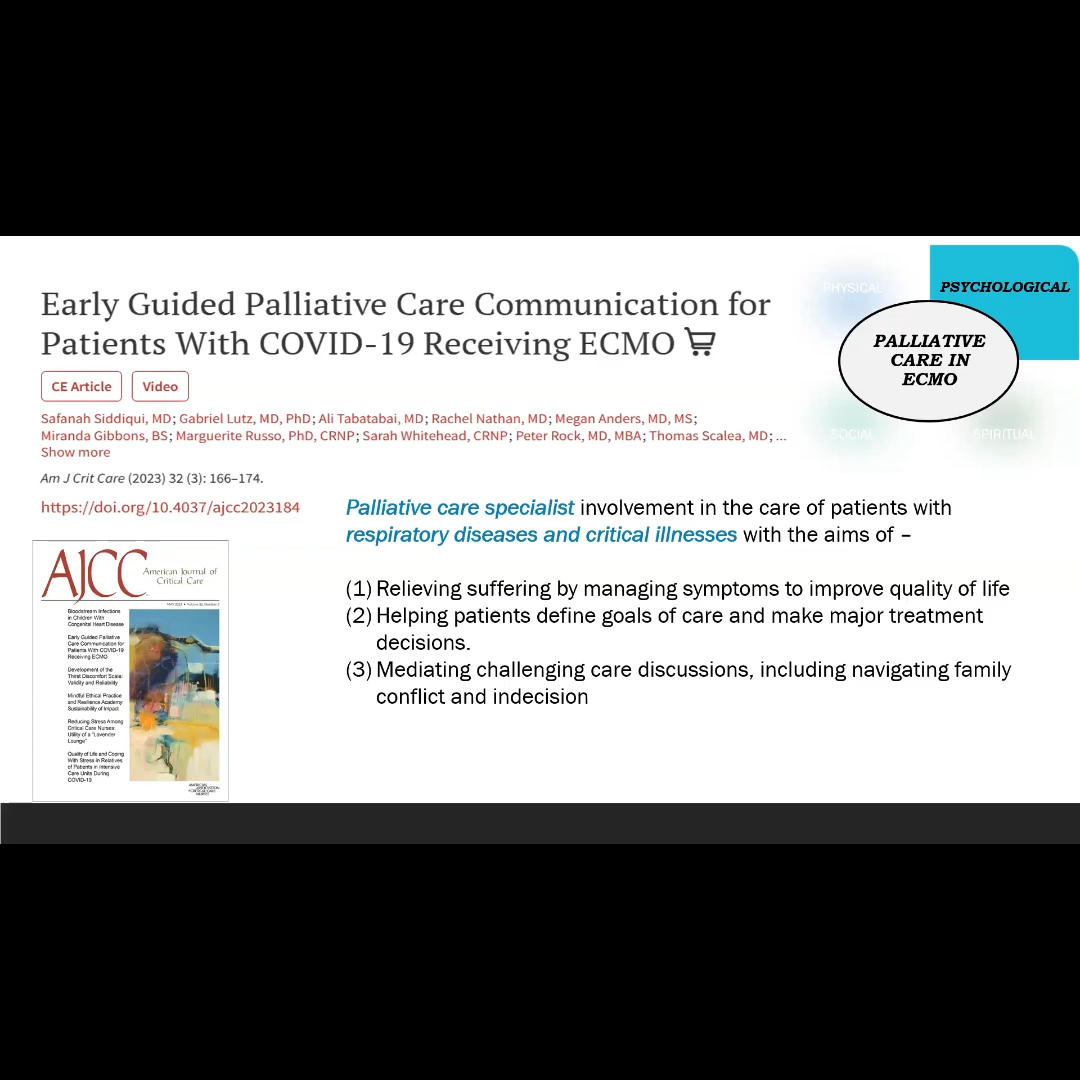 Early Guided Palliative Care Communication for
Patients With COVID-19 Receiving ECMO
CE Article
Video
Safanah Siddiqui, MD; Gabriel Lutz, MD, PhD; Ali Tabatabai, MD; Rachel Nathan, MD; Megan Anders, MD, MS;
Miranda Gibbons, BS; Marguerite Russo, PhD, CRNP; Sarah Whitehead, CRNP; Peter Rock, MD, MBA; Thomas Scalea, MD; ...
Show more
Am J Crit Care (2023) 32 (3): 166–174.
https://doi.org/10.4037/ajcc2023184
PHYSICAL
PSYCHOLOGICAL
PALLIATIVE
CARE IN
ECMO
SOCIAL
SPIRITUAL
Palliative care specialist involvement in the care of patients with
respiratory diseases and critical illnesses with the aims of –
(1) Relieving suffering by managing symptoms to improve quality of life
(2) Helping patients define goals of care and make major treatment
decisions.
(3) Mediating challenging care discussions, including navigating family
conflict and indecision
AJCC
American Journal of
Critical Care
Bloodstream Infections
in Children With
Congenital Heart Disease
Early Guided Palliative
Care Communication for
Patients With COVID-19
Receiving ECMO
Development of the
Thirst Discomfort Scale:
Validity and Reliability
Mindful Ethical Practice
and Resilience Academy:
Sustainability of Impact
Reducing Stress Among
Critical Care Nurses:
Utility of a "Lavender
Lounge"
Quality of Life and Coping
With Stress in Relatives
of Patients in Intensive
Care Units During
COVID-19